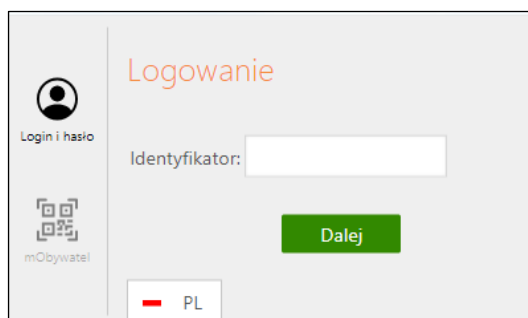 Logowanie
Login i hasło
Identyfikator:
Dalej
mObywatel
PL